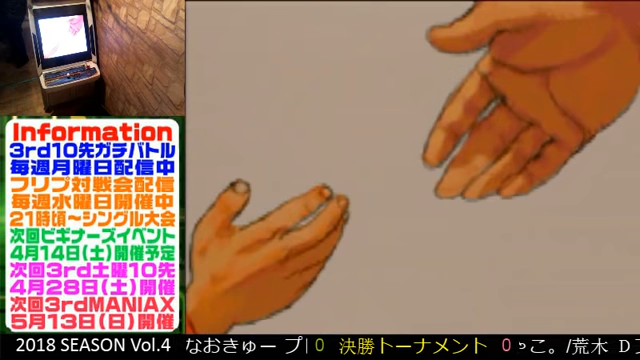 Information
3rd10先ガチバトル
毎週月曜日配信中
フリプ対戦会配信
毎週水曜日開催中
21時頃～シングル大会
次回ビギナーズイベント
4月14日(土)開催予定
次回3rd土曜10先
4月28日(土)開催
次回3rdMANIAX
5月13日(日)開催
2018 SEASON Vol.4 なおきゅー プ 0 決勝トーナメント 0 っこ。/荒木 D